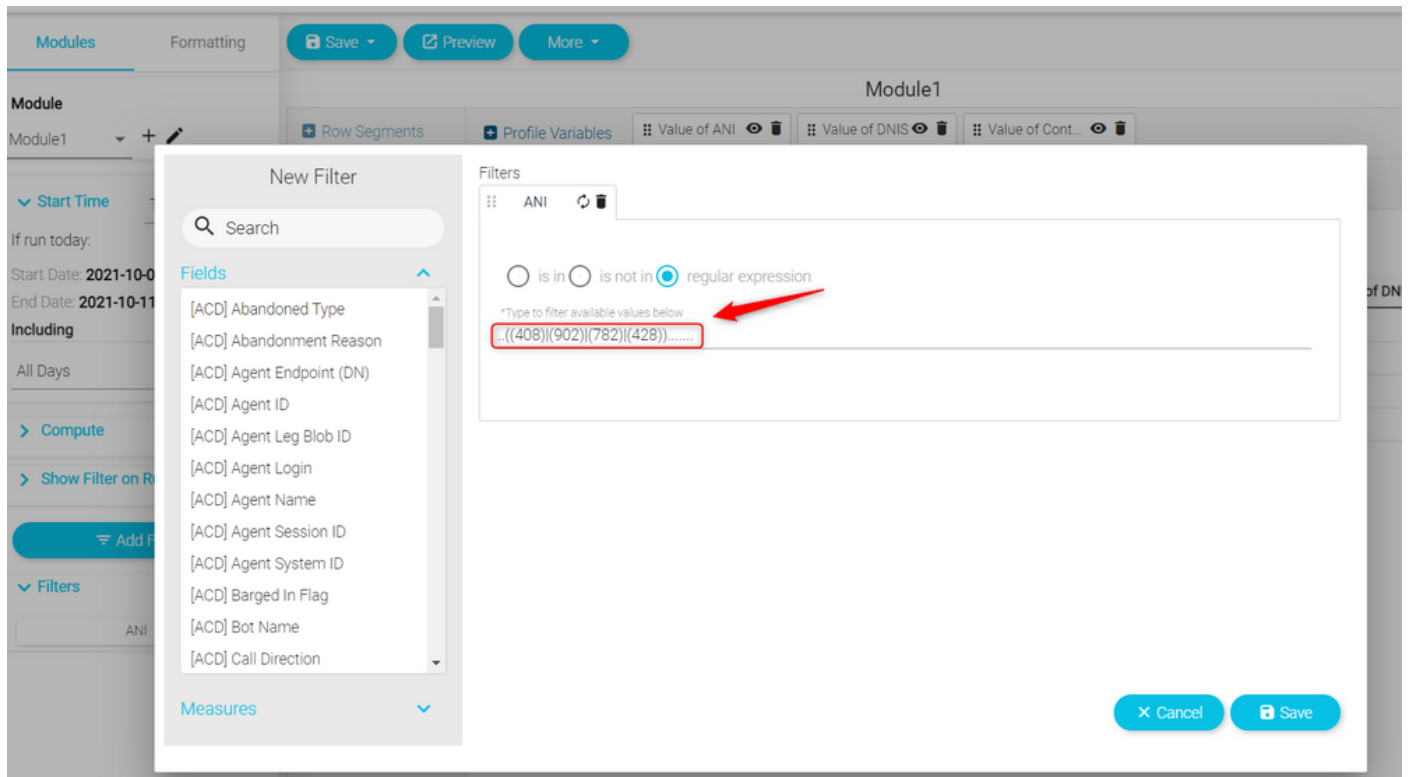 Modules Formatting Save Preview More
Module1
Module
Module1
Row Segments Profile Variables Value of ANI Value of DNIS Value of Cont...
New Filter
Filters
ANI
Search
Start Time
If run today:
Start Date: 2021-10-0
End Date: 2021-10-11
Including
All Days
Compute
Show Filter on R
Add F
Filters
ANI
Fields
[ACD] Abandoned Type
[ACD] Abandonment Reason
[ACD] Agent Endpoint (DN)
[ACD] Agent ID
[ACD] Agent Leg Blob ID
[ACD] Agent Login
[ACD] Agent Name
[ACD] Agent Session ID
[ACD] Agent System ID
[ACD] Barged In Flag
[ACD] Bot Name
[ACD] Call Direction
Measures
is in is not in regular expression
*Type to filter available values below
..((408)|(902)|(782)|(428)).......
of DN
Cancel Save